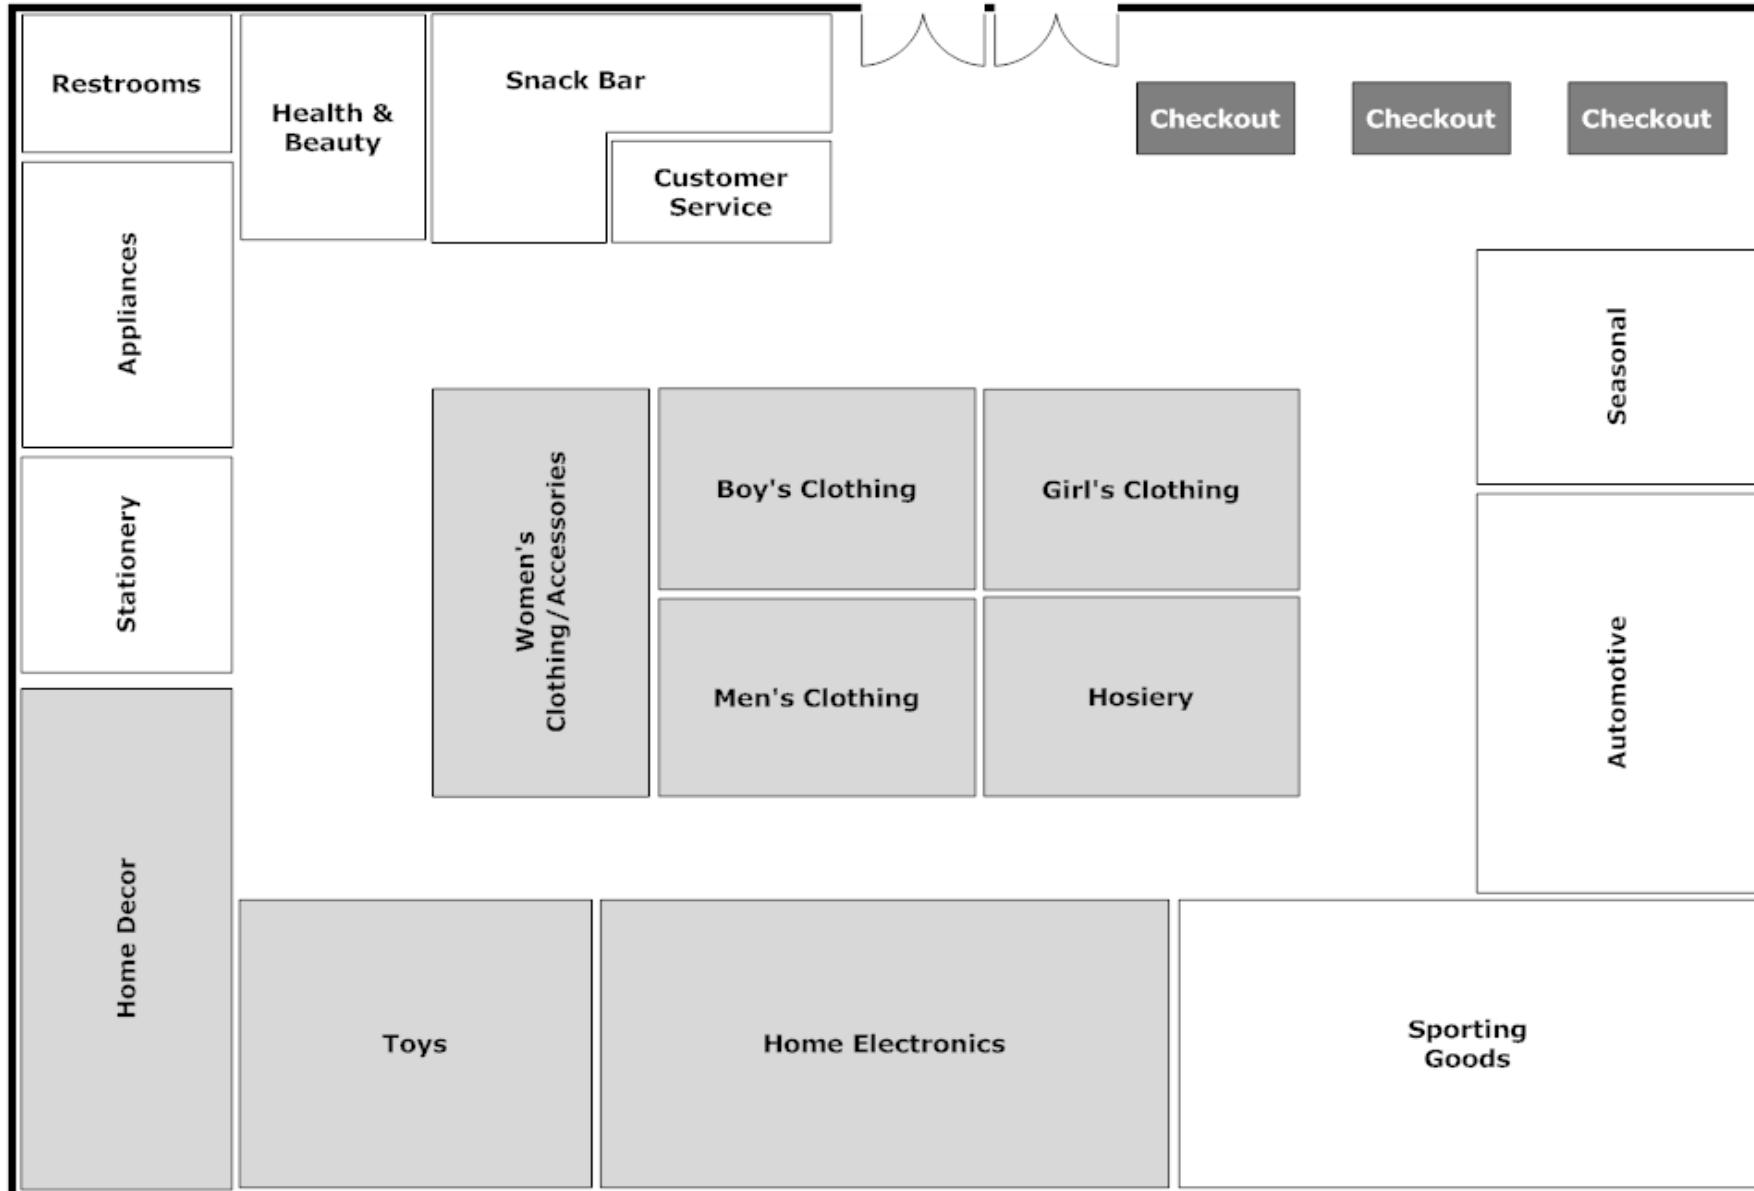 Restrooms
Health &
Beauty
Snack Bar
Customer
Service
Checkout
Checkout
Checkout
Appliances
Seasonal
Stationery
Women's
Clothing/Accessories
Boy's Clothing
Girl's Clothing
Men's Clothing
Hosiery
Automotive
Home Decor
Toys
Home Electronics
Sporting
Goods